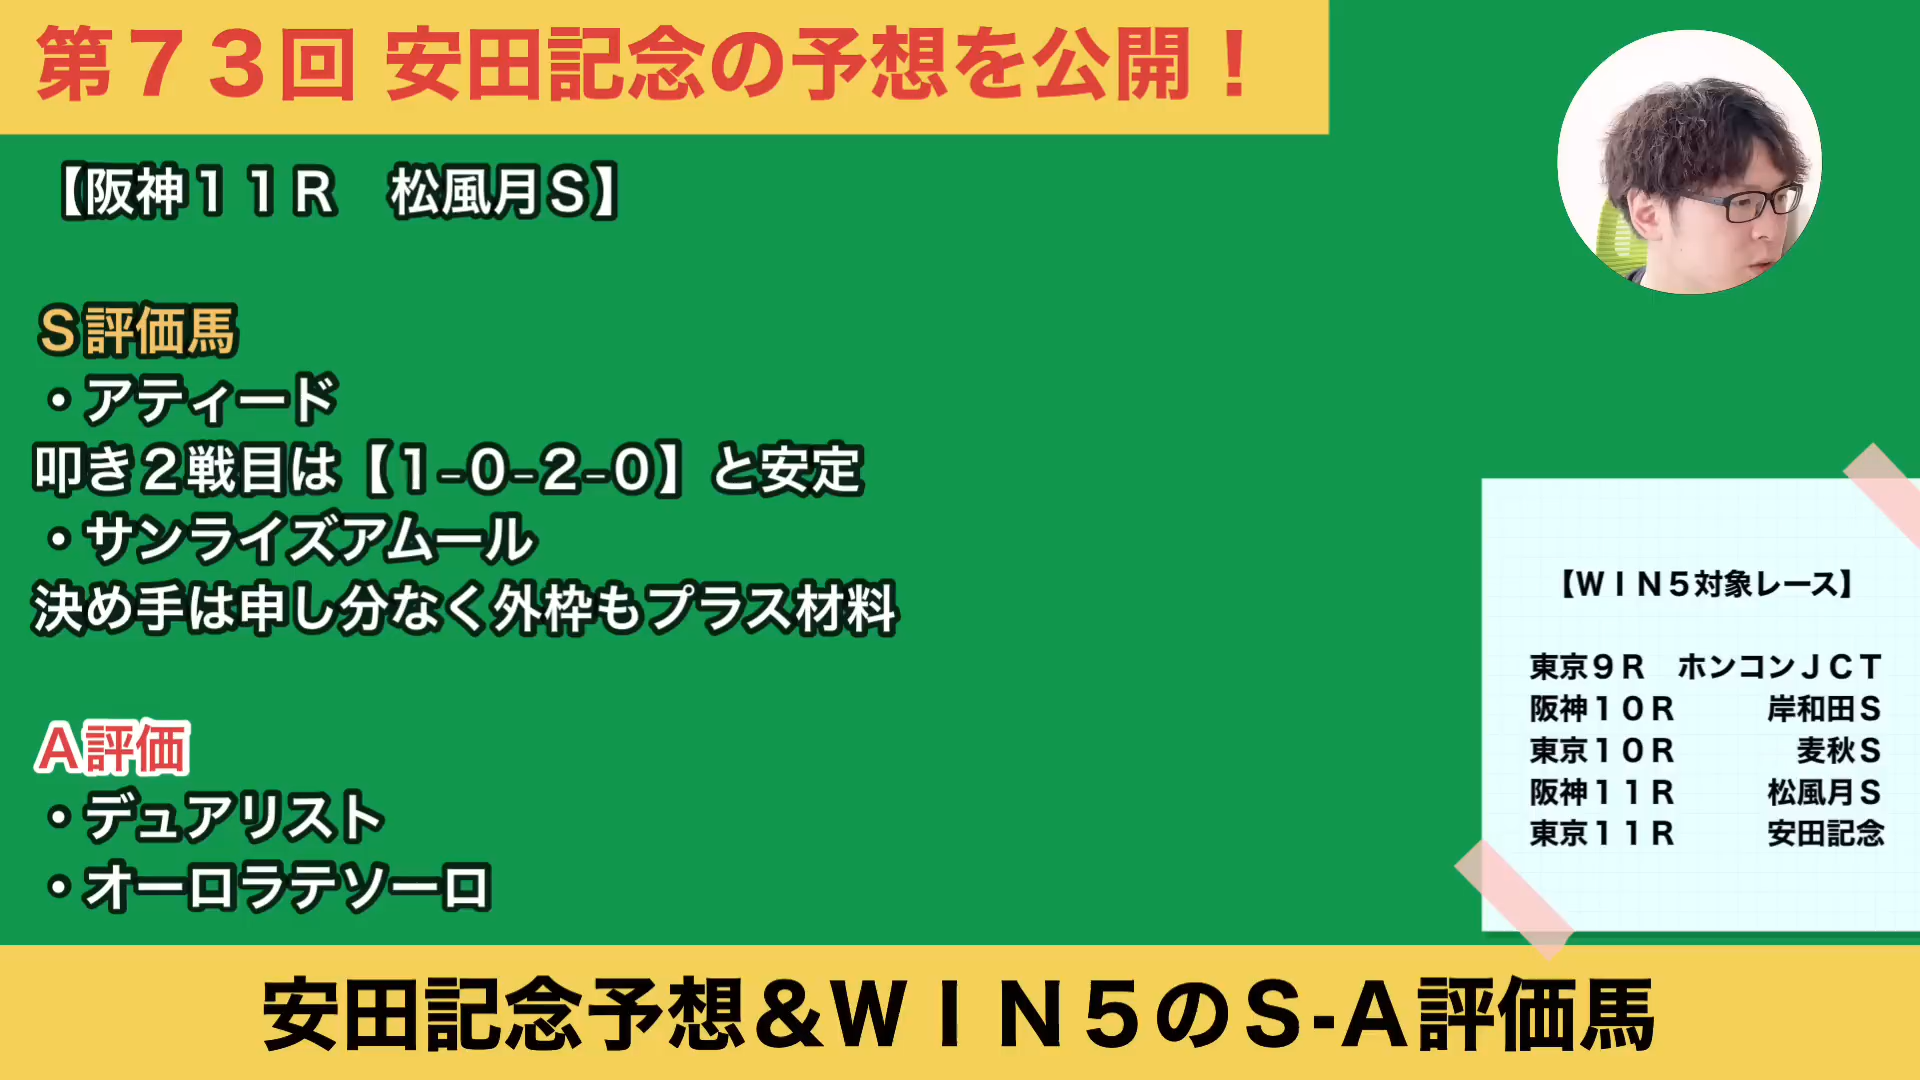 第７３回 安田記念の予想を公開！
【阪神１１Ｒ　松風月Ｓ】
Ｓ評価馬
・アティード
叩き２戦目は【１-０-２-０】と安定
・サンライズアムール
決め手は申し分なく外枠もプラス材料
Ａ評価
・デュアリスト
・オーロラテソーロ
【ＷＩＮ５対象レース】
東京９Ｒ　ホンコンＪＣＴ
阪神１０Ｒ　岸和田Ｓ
東京１０Ｒ　麦秋Ｓ
阪神１１Ｒ　松風月Ｓ
東京１１Ｒ　安田記念
安田記念予想＆ＷＩＮ５のＳ-Ａ評価馬